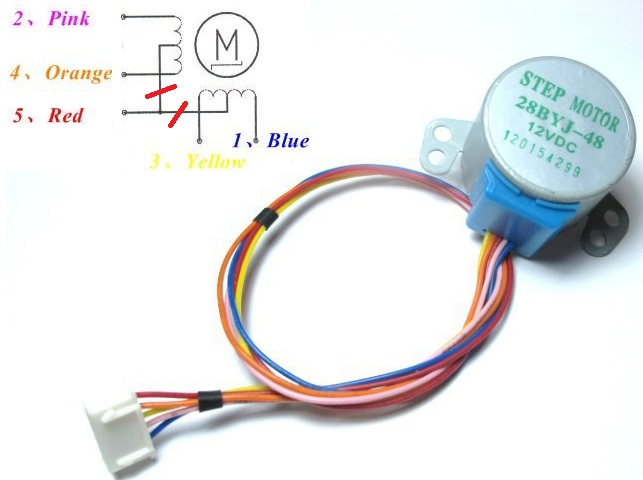 2、Pink
4、Orange
5、Red
1、Blue
3、Yellow
M
STEP MOTOR
28BYJ-48
12VDC
120154299